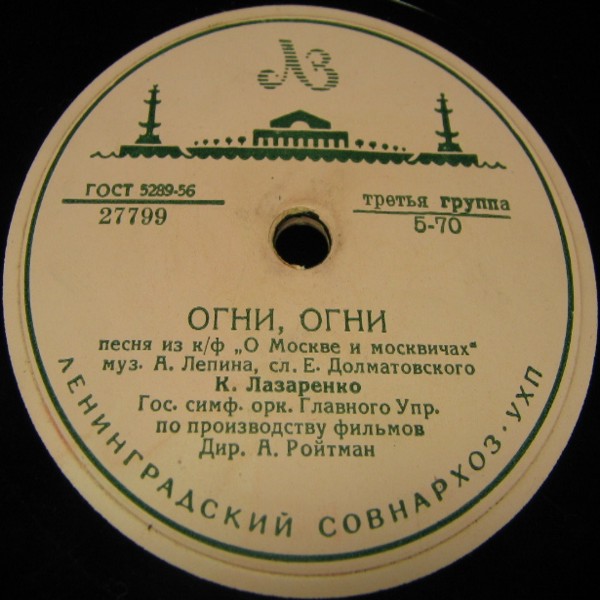 ЛЗ
ГОСТ 5289-56
27799
третья группа
5-70
ОГНИ, ОГНИ
песня из к/ф „О Москве и москвичах"
муз. А. Лепина, сл. Е. Долматовского
К. Лазаренко
Гос. симф. орк. Главного Упр.
по производству фильмов
Дир. А. Ройтман
ЛЕНИНГРАДСКИЙ СОВНАРХОЗ · УХП